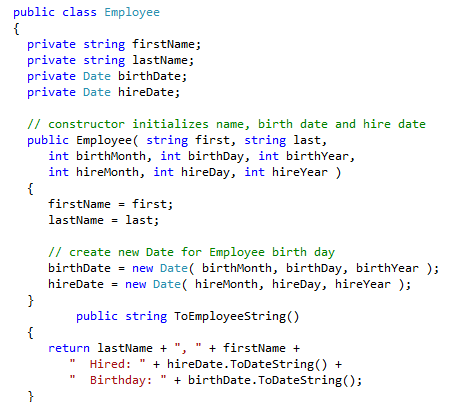 public class Employee
{
  private string firstName;
  private string lastName;
  private Date birthDate;
  private Date hireDate;

  // constructor initializes name, birth date and hire date
  public Employee( string first, string last,
     int birthMonth, int birthDay, int birthYear,
     int hireMonth, int hireDay, int hireYear )
  {
     firstName = first;
     lastName = last;

     // create new Date for Employee birth day
     birthDate = new Date( birthMonth, birthDay, birthYear );
     hireDate = new Date( hireMonth, hireDay, hireYear );
  }
         public string ToEmployeeString()
  {
     return lastName + ", " + firstName +
        "  Hired: " + hireDate.ToDateString() +
        "  Birthday: " + birthDate.ToDateString();
  }